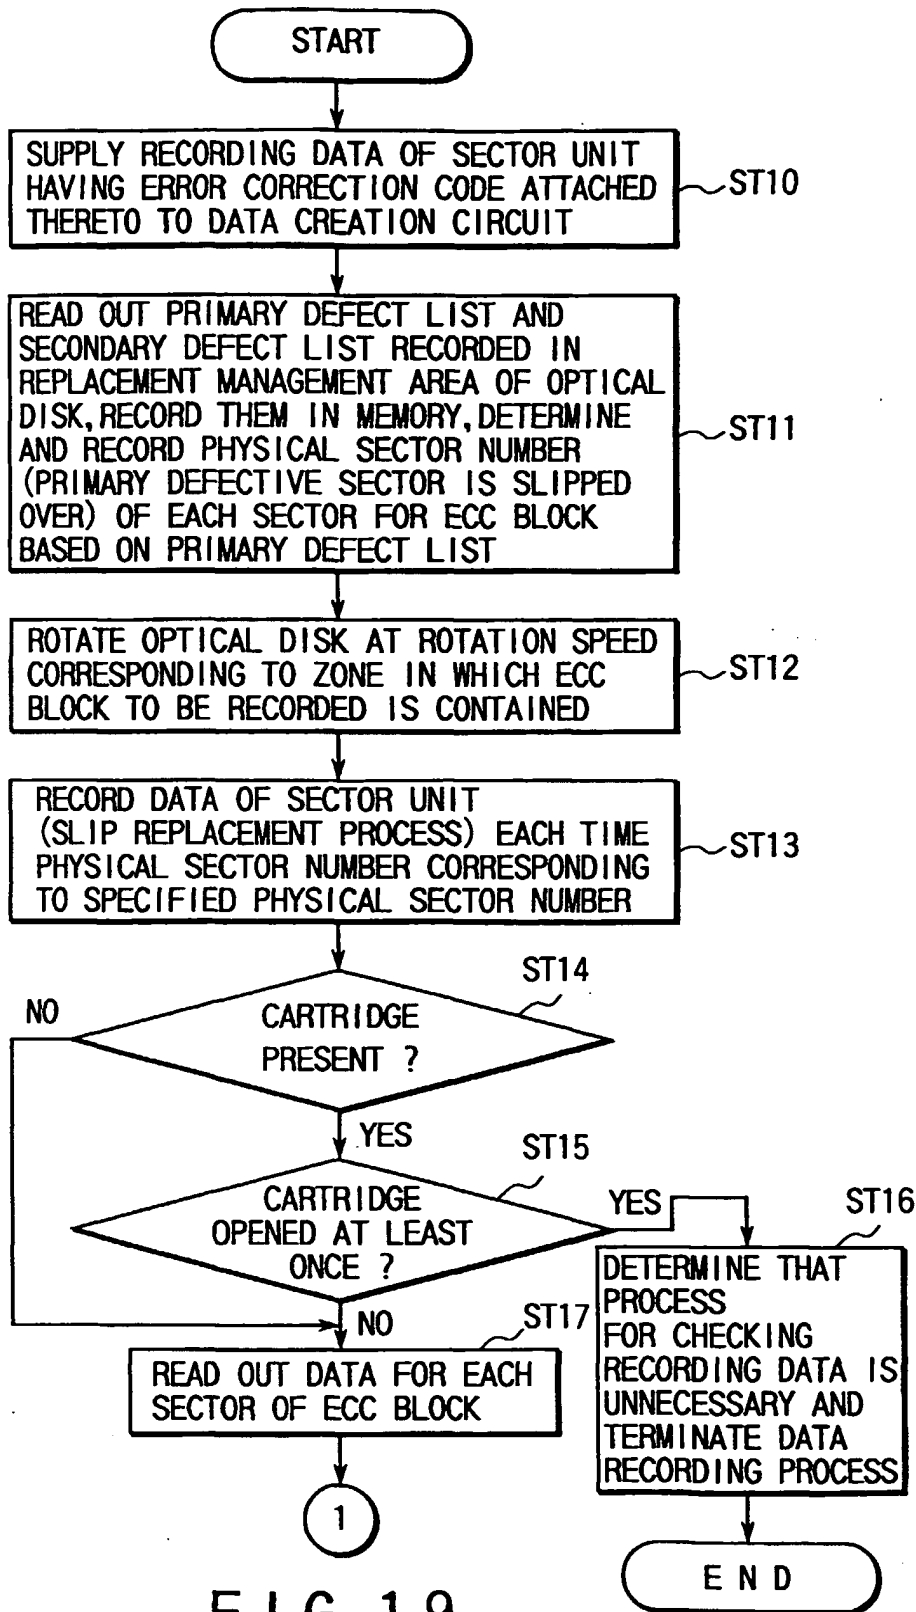 START
SUPPLY RECORDING DATA OF SECTOR UNIT
HAVING ERROR CORRECTION CODE ATTACHED
THERETO TO DATA CREATION CIRCUIT
ST10
READ OUT PRIMARY DEFECT LIST AND
SECONDARY DEFECT LIST RECORDED IN
REPLACEMENT MANAGEMENT AREA OF OPTICAL
DISK, RECORD THEM IN MEMORY, DETERMINE
AND RECORD PHYSICAL SECTOR NUMBER
(PRIMARY DEFECTIVE SECTOR IS SLIPPED
OVER) OF EACH SECTOR FOR ECC BLOCK
BASED ON PRIMARY DEFECT LIST
ST11
ROTATE OPTICAL DISK AT ROTATION SPEED
CORRESPONDING TO ZONE IN WHICH ECC
BLOCK TO BE RECORDED IS CONTAINED
ST12
RECORD DATA OF SECTOR UNIT
(SLIP REPLACEMENT PROCESS) EACH TIME
PHYSICAL SECTOR NUMBER CORRESPONDING
TO SPECIFIED PHYSICAL SECTOR NUMBER
ST13
ST14
NO
CARTRIDGE
PRESENT ?
YES
ST15
CARTRIDGE
OPENED AT LEAST
ONCE ?
YES
ST16
DETERMINE THAT
PROCESS
FOR CHECKING
RECORDING DATA IS
UNNECESSARY AND
TERMINATE DATA
RECORDING PROCESS
NO
ST17
READ OUT DATA FOR EACH
SECTOR OF ECC BLOCK
1
END
FIG. 19